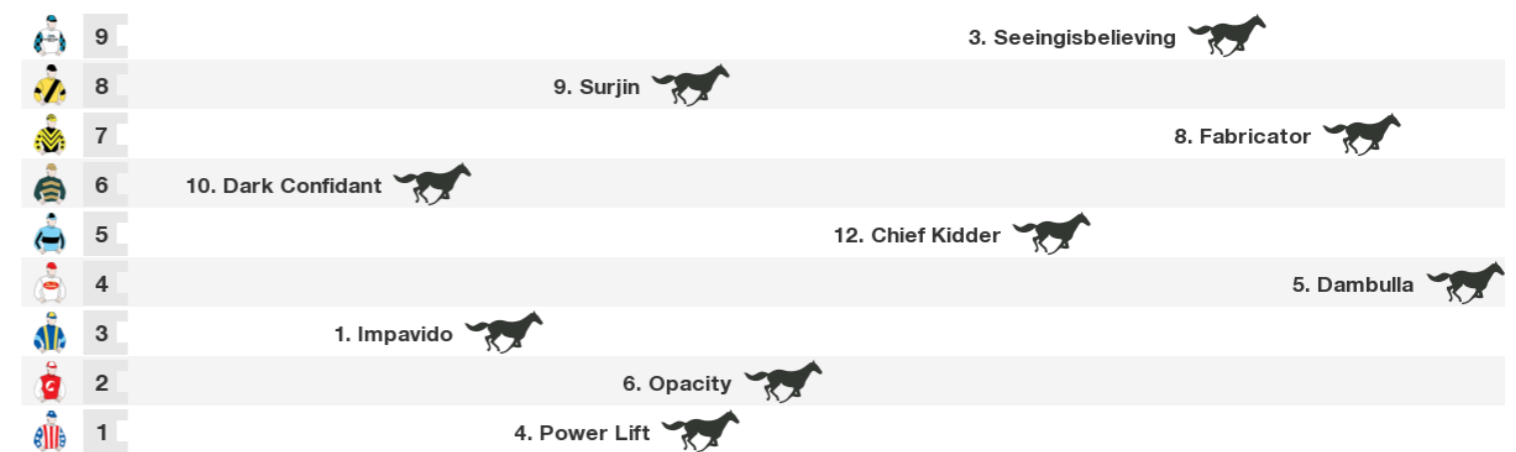 9 3. Seeingisbelieving
8 9. Surjin
7 8. Fabricator
6 10. Dark Confidant
5 12. Chief Kidder
4 5. Dambulla
3 1. Impavido
2 6. Opacity
1 4. Power Lift